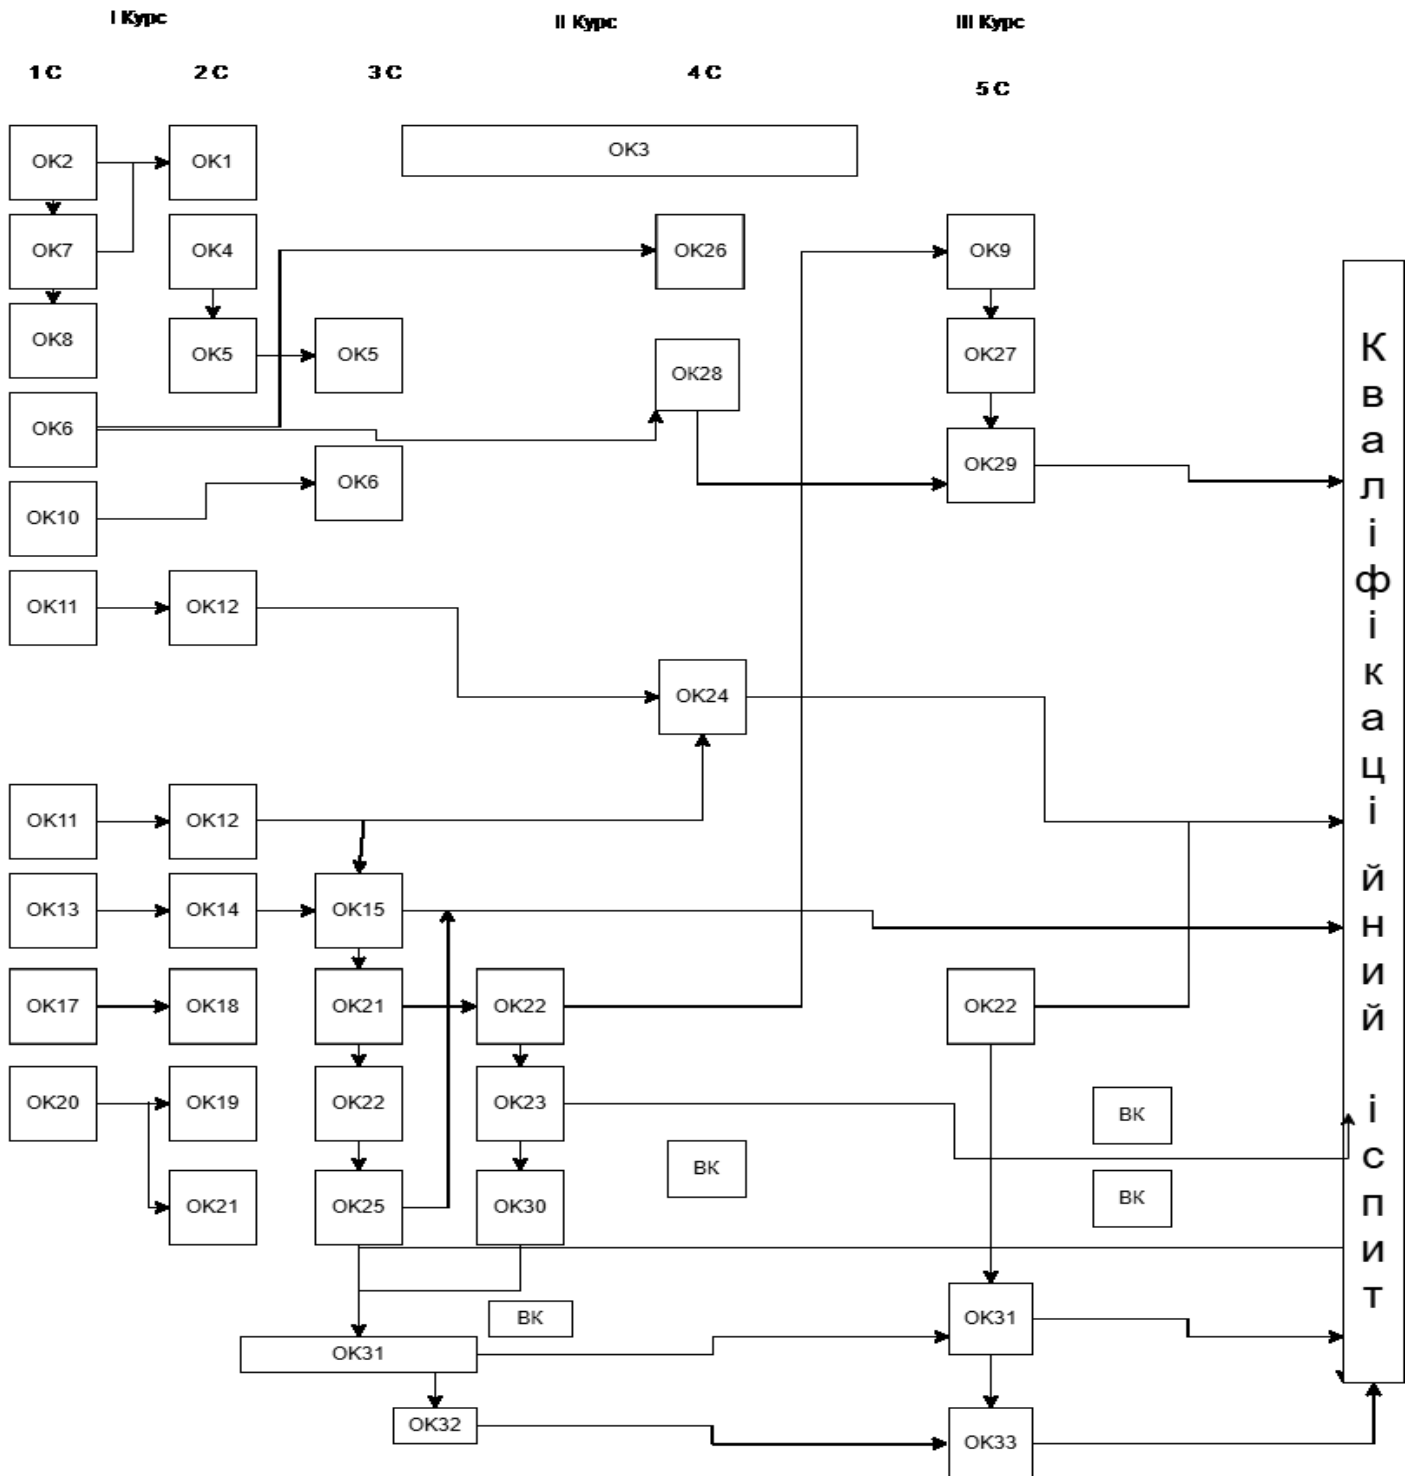 І Курс
ІІ Курс
ІІІ Курс
1 С
2 С
3 С
4 С
5 С
ОК2
ОК1
ОК3
ОК7
ОК4
ОК26
ОК9
ОК8
ОК5
ОК5
ОК28
ОК27
ОК6
ОК29
ОК10
ОК6
ОК11
ОК12
ОК24
ОК11
ОК12
ОК13
ОК14
ОК15
ОК17
ОК18
ОК21
ОК22
ОК22
ОК20
ОК19
ОК22
ОК23
ВК
ВК
ОК21
ОК25
ОК30
ВК
ВК
ОК31
ОК31
ОК32
ОК33
Кваліфікаційний іспит